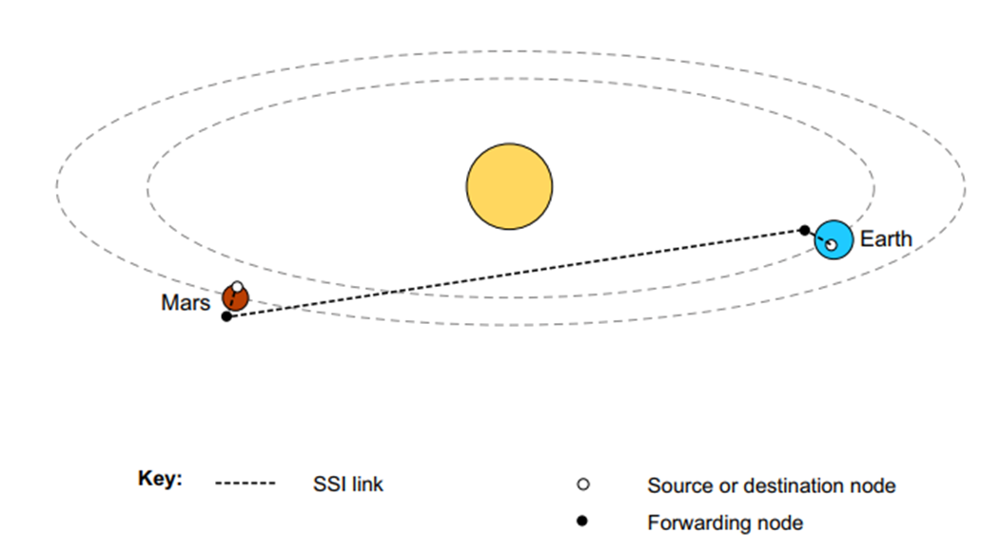 Earth
Mars
Key:
SSI link
Source or destination node
Forwarding node